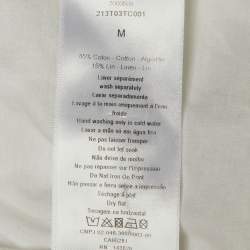 213T03TC001
M
85% Coton - Cotton - Algodón
15% Lin - Linen - Lin
Laver séparément
wash separately
Lavar separadamente
Lavage à la main uniquement à l'eau
froide
Hand washing only in cold water
Lavar a mão en em água fria
Ne pas laisser tremper
Do not let soak
Não deixe de molho
Ne pas repasser sur l'impression
Do Not Iron On Print
Não passar a ferro sobre a impressão
Séchage à plat
Dry flat
Secagem na horizontal